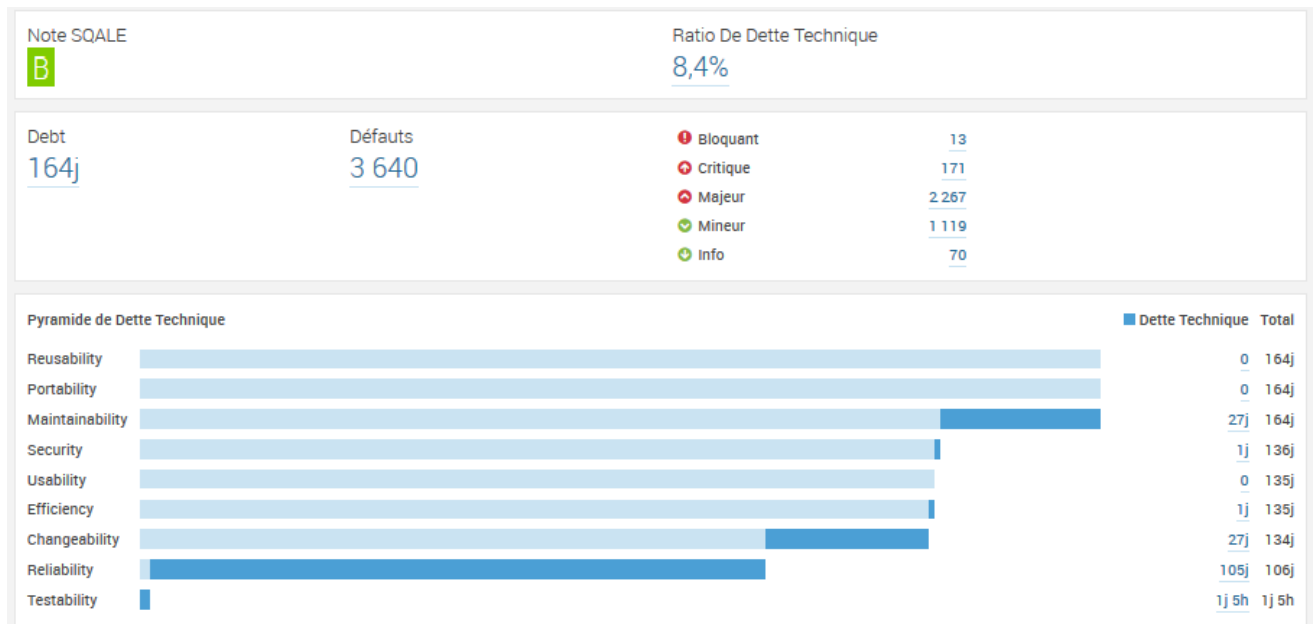 Note SQALE
Ratio De Dette Technique
B
8,4%
Debt
Défauts
164j
3 640
Bloquant 13
Critique 171
Majeur 2 267
Mineur 1 119
Info 70
Pyramide de Dette Technique
Dette Technique Total
Reusability 0 164j
Portability 0 164j
Maintainability 27j 164j
Security 1j 136j
Usability 0 135j
Efficiency 1j 135j
Changeability 27j 134j
Reliability 105j 106j
Testability 1j 5h 1j 5h